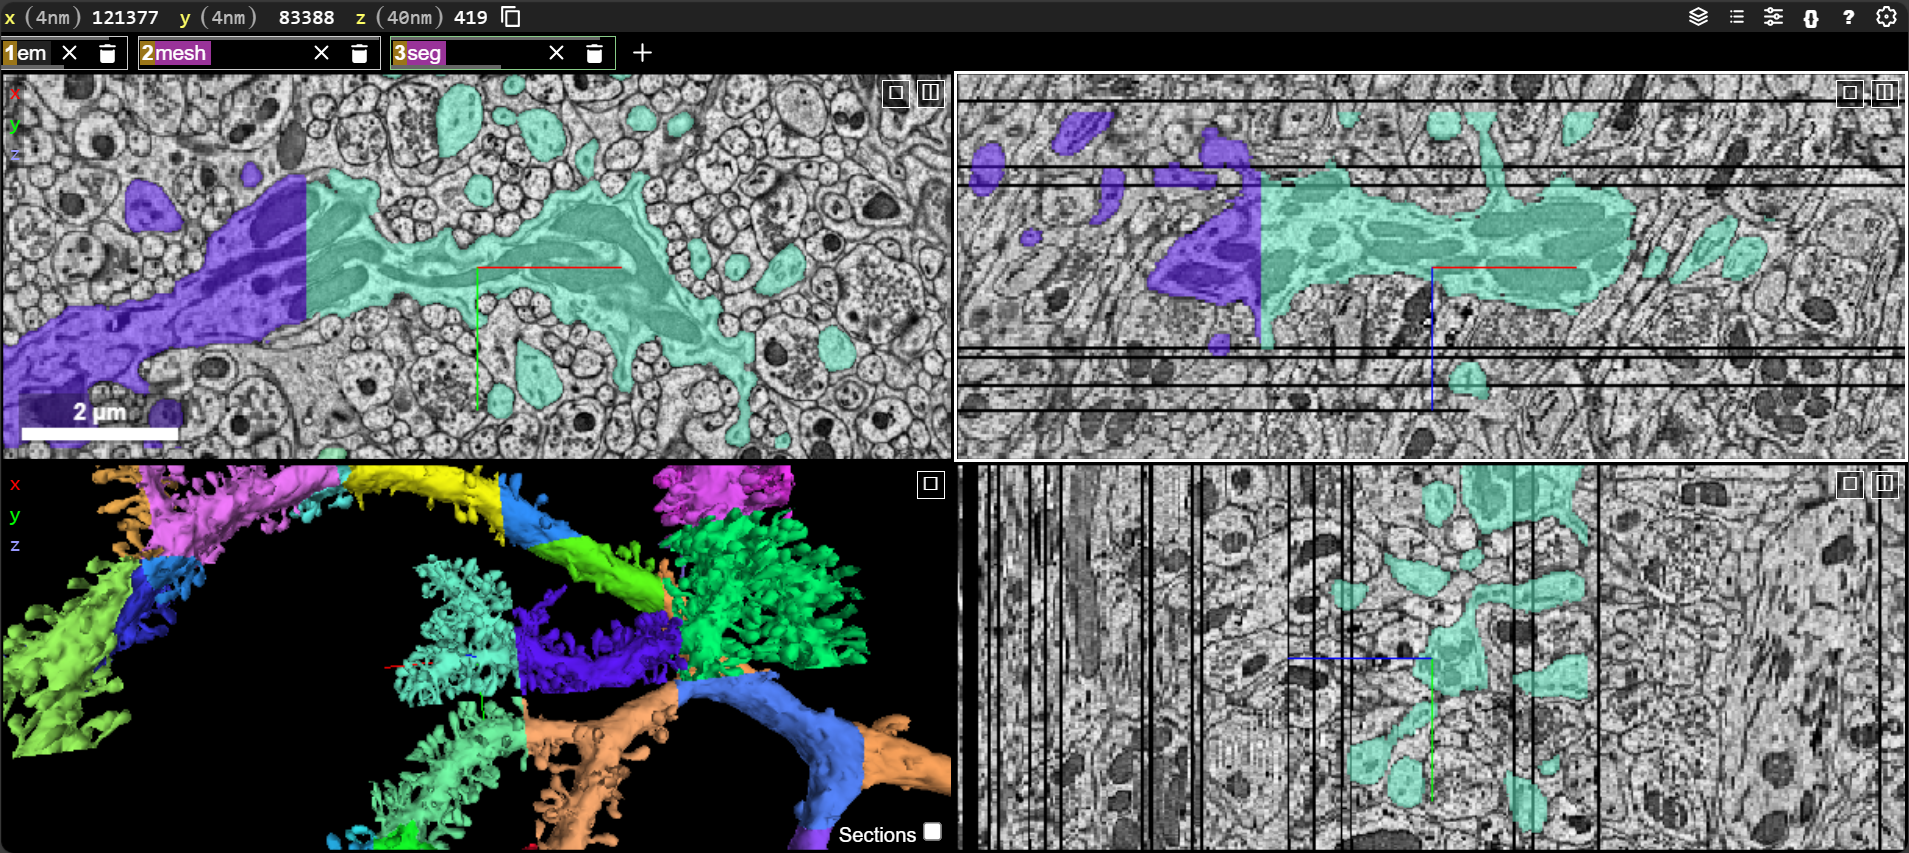 x (4nm) 121377 y (4nm) 83388 z (40nm) 419
1em 2mesh 3seg
x
y
z
2 µm
x
y
z
Sections